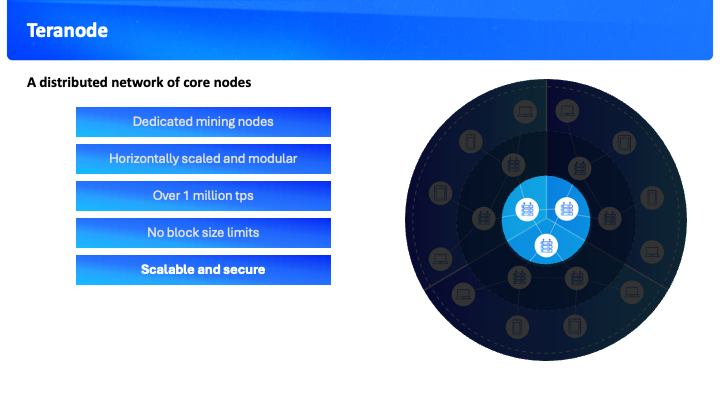 Teranode
A distributed network of core nodes
Dedicated mining nodes
Horizontally scaled and modular
Over 1 million tps
No block size limits
Scalable and secure